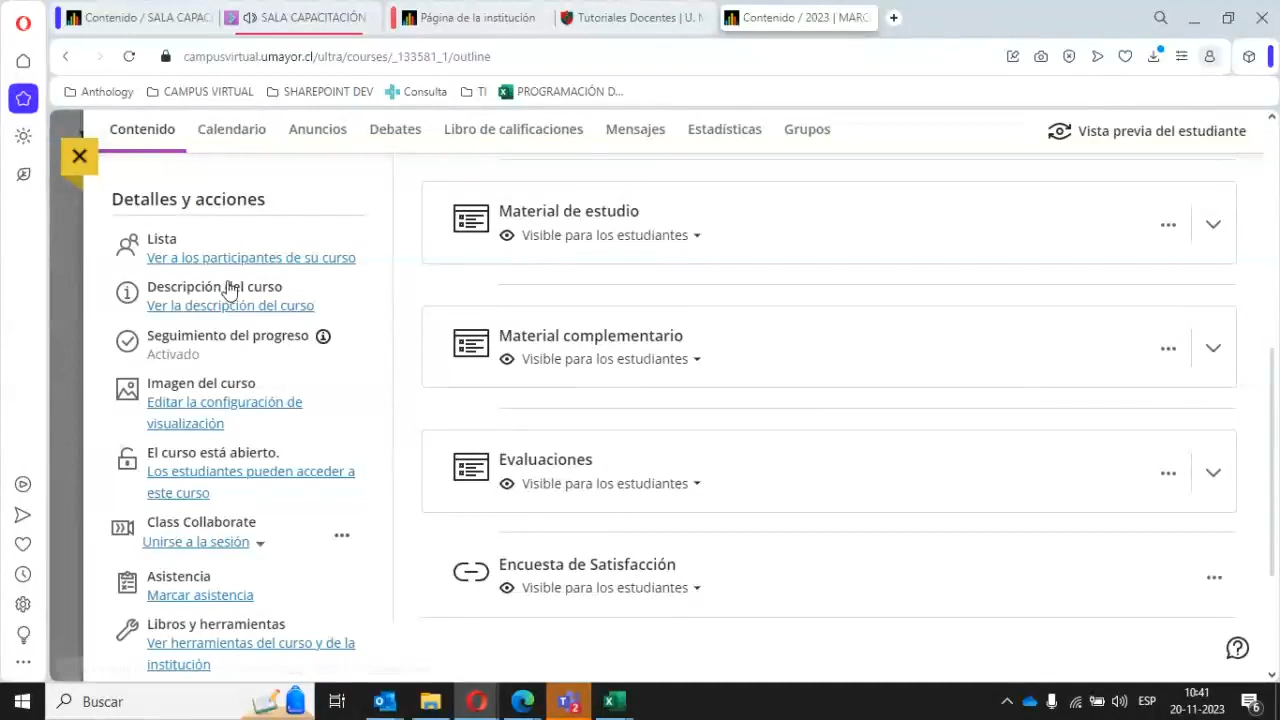 Contenido / SALA CAPAC
SALA CAPACITACIÓN
Página de la institución
Tutoriales Docentes | U. M
Contenido / 2023 | MARC
campusvirtual.umayor.cl/ultra/courses/_133581_1/outline
Anthology
CAMPUS VIRTUAL
SHAREPOINT DEV
Consulta
TI
PROGRAMACIÓN D...
Contenido
Calendario
Anuncios
Debates
Libro de calificaciones
Mensajes
Estadísticas
Grupos
Vista previa del estudiante
Detalles y acciones
Lista
Ver a los participantes de su curso
Descripción del curso
Ver la descripción del curso
Seguimiento del progreso
Activado
Imagen del curso
Editar la configuración de
visualización
El curso está abierto.
Los estudiantes pueden acceder a
este curso
Class Collaborate
Unirse a la sesión
Asistencia
Marcar asistencia
Libros y herramientas
Ver herramientas del curso y de la
institución
Material de estudio
Visible para los estudiantes
Material complementario
Visible para los estudiantes
Evaluaciones
Visible para los estudiantes
Encuesta de Satisfacción
Visible para los estudiantes
Buscar
ESP
10:41
20-11-2023
6